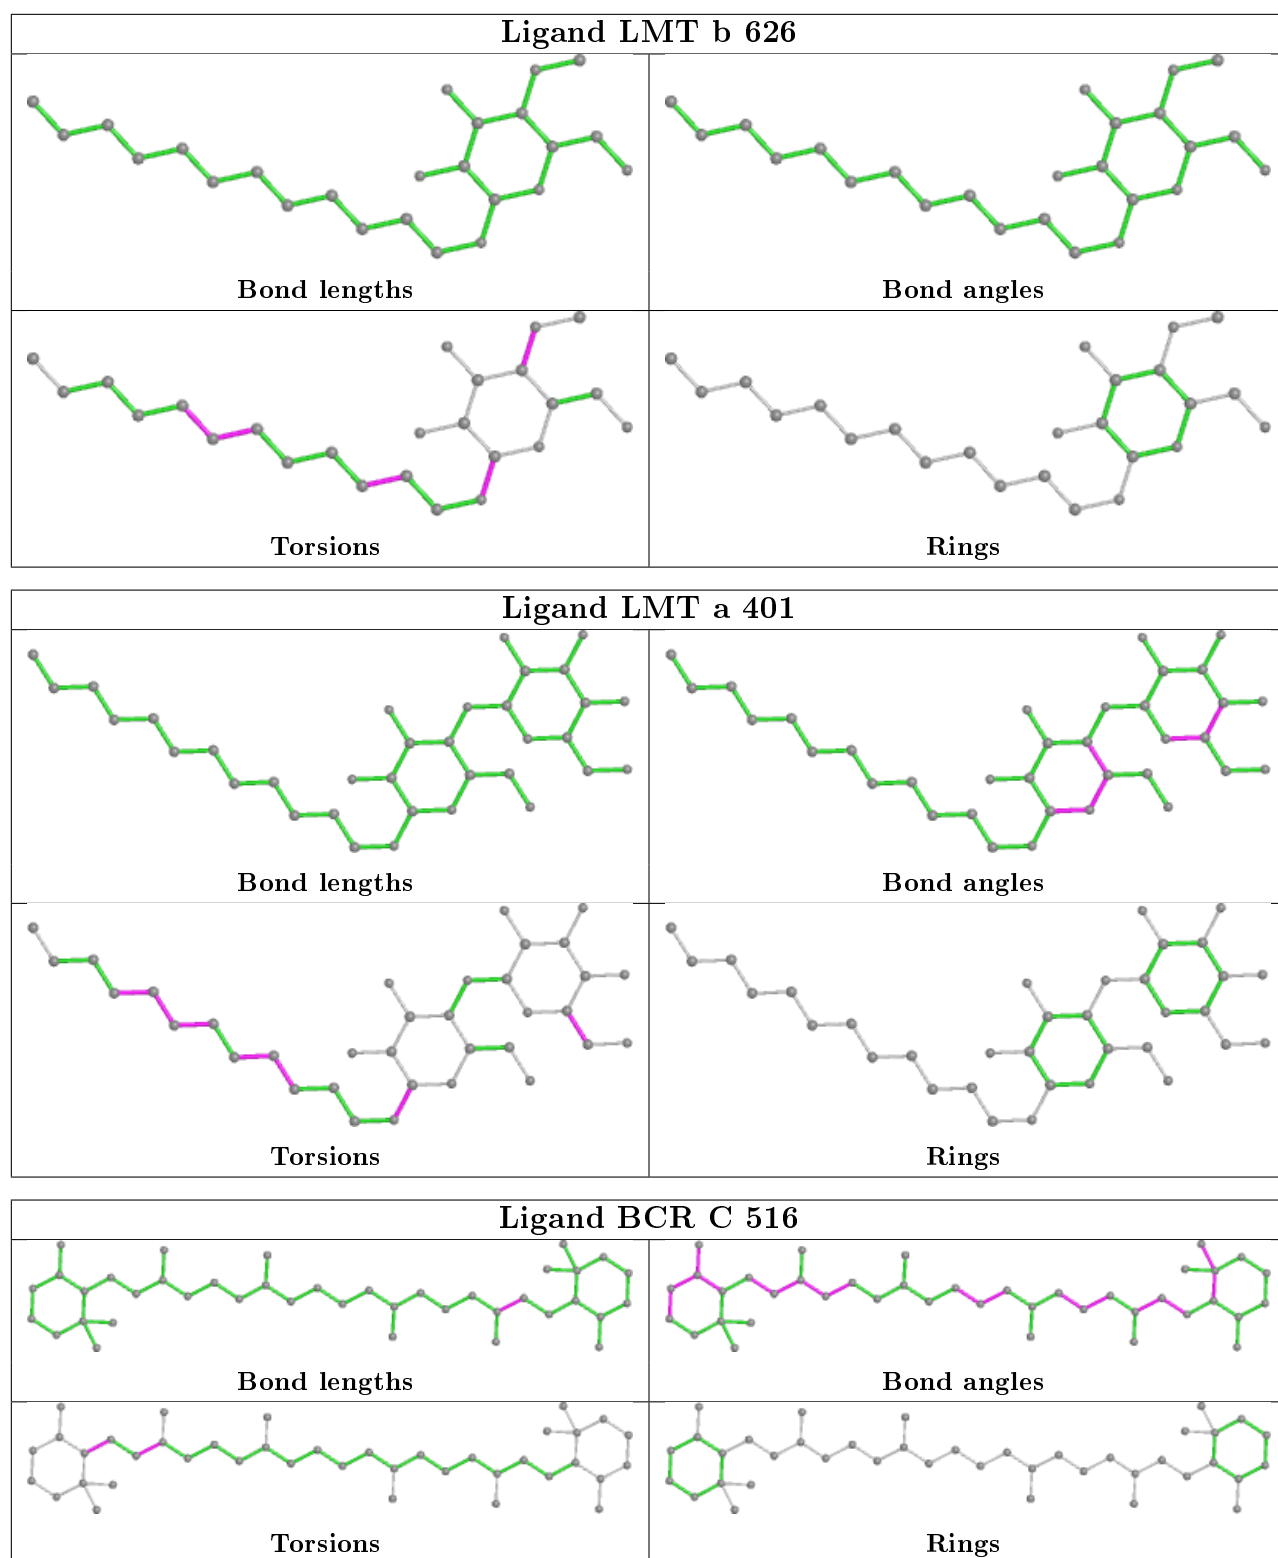 Ligand LMT b 626
Bond lengths
Bond angles
Torsions
Rings
Ligand LMT a 401
Bond lengths
Bond angles
Torsions
Rings
Ligand BCR C 516
Bond lengths
Bond angles
Torsions
Rings